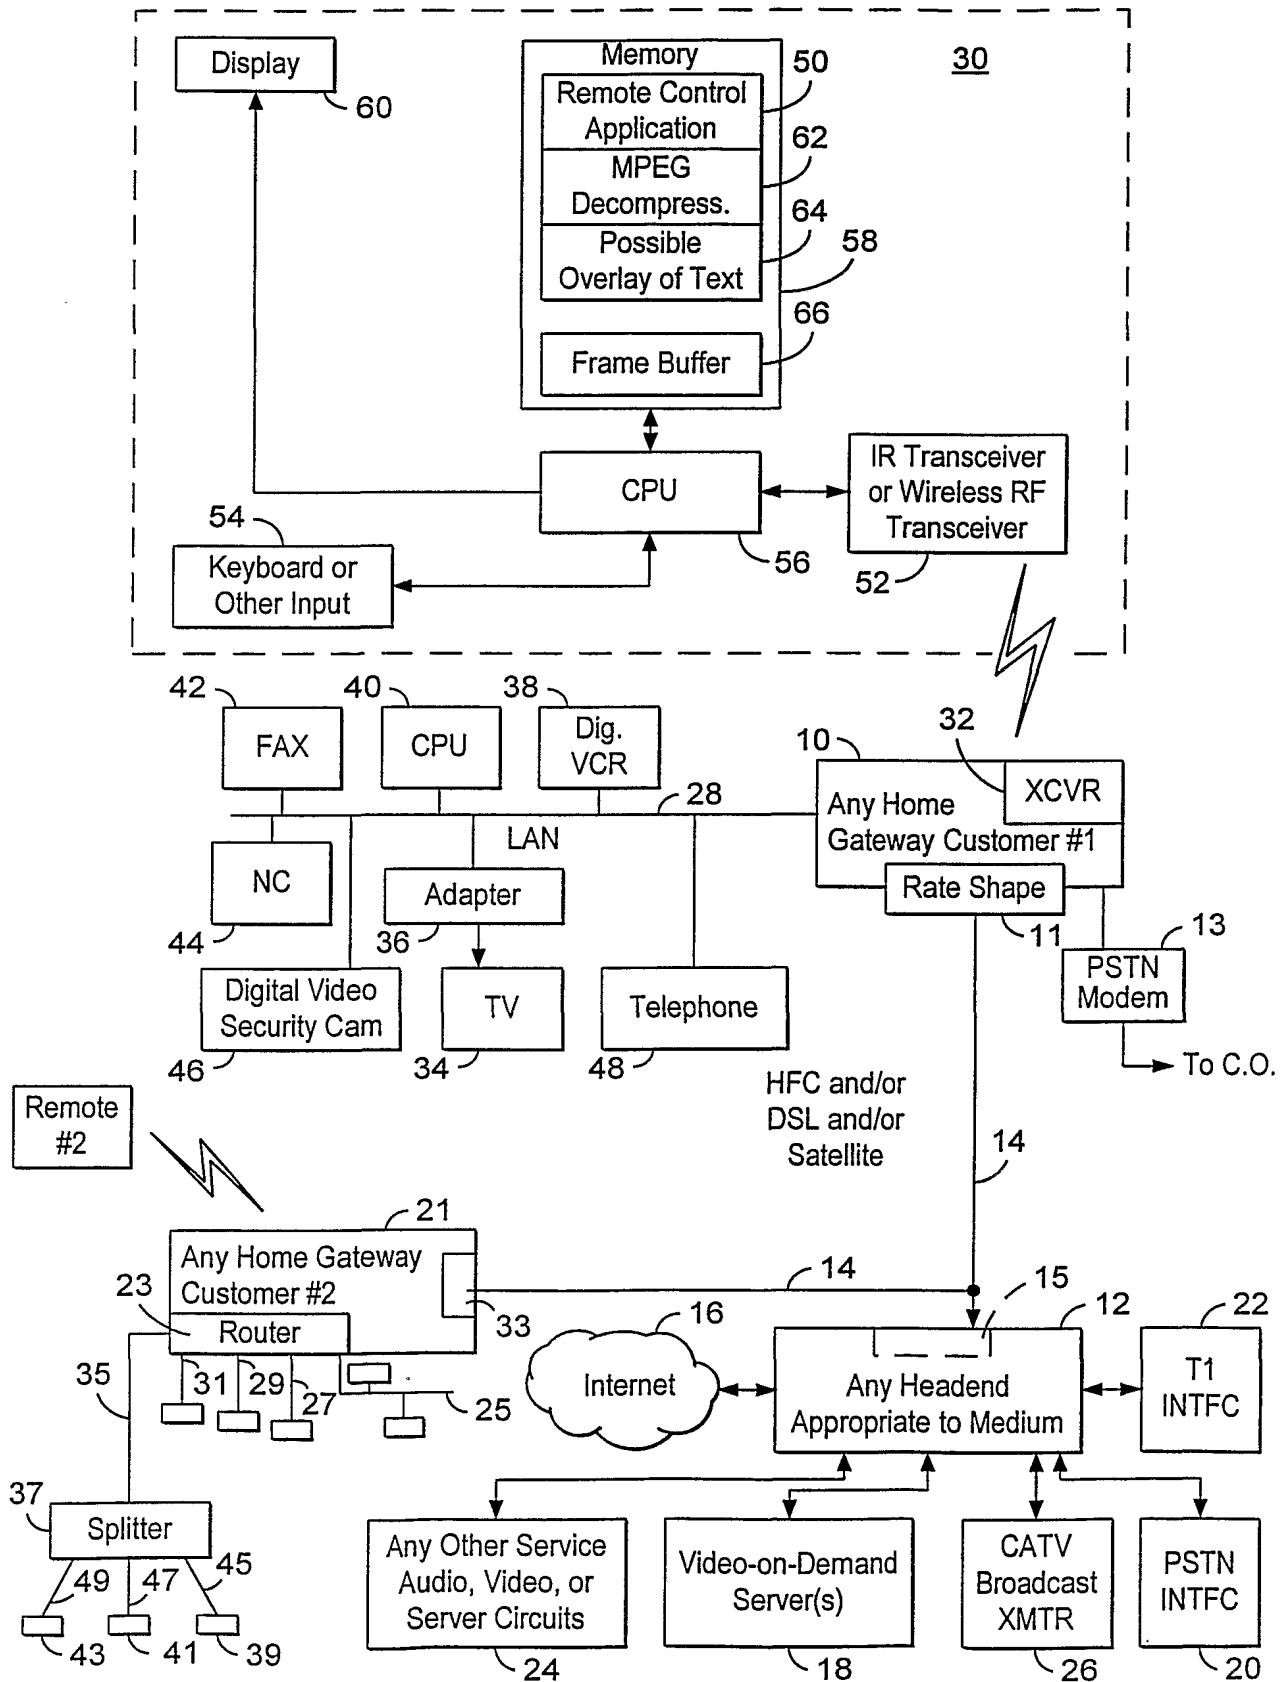 30
Display
60
Memory
50
Remote Control
Application
62
MPEG
Decompress.
64
Possible
Overlay of Text
58
66
Frame Buffer
CPU
56
IR Transceiver
or Wireless RF
Transceiver
52
54
Keyboard or
Other Input
42
FAX
40
CPU
38
Dig.
VCR
28
LAN
10
32
XCVR
Any Home
Gateway Customer #1
Rate Shape
11
13
PSTN
Modem
To C.O.
NC
44
Adapter
36
Digital Video
Security Cam
46
TV
34
Telephone
48
HFC and/or
DSL and/or
Satellite
14
Remote
#2
21
Any Home Gateway
Customer #2
33
23
Router
31
29
27
25
35
14
16
Internet
15
12
Any Headend
Appropriate to Medium
22
T1
INTFC
37
Splitter
49
47
45
43
41
39
Any Other Service
Audio, Video, or
Server Circuits
24
Video-on-Demand
Server(s)
18
CATV
Broadcast
XMTR
26
PSTN
INTFC
20